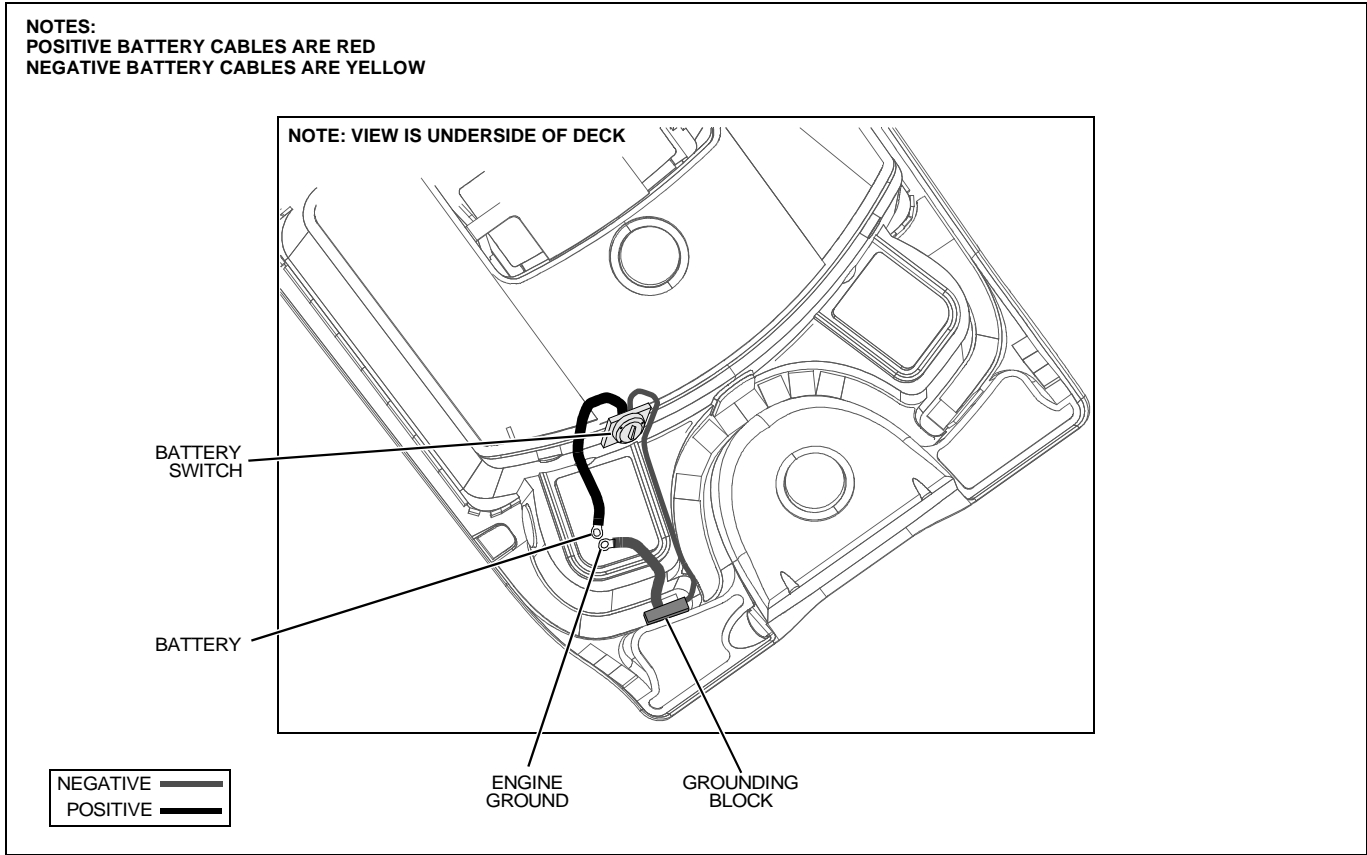 NOTES:
POSITIVE BATTERY CABLES ARE RED
NEGATIVE BATTERY CABLES ARE YELLOW
NOTE: VIEW IS UNDERSIDE OF DECK
BATTERY
SWITCH
BATTERY
ENGINE
GROUND
GROUNDING
BLOCK
NEGATIVE
POSITIVE